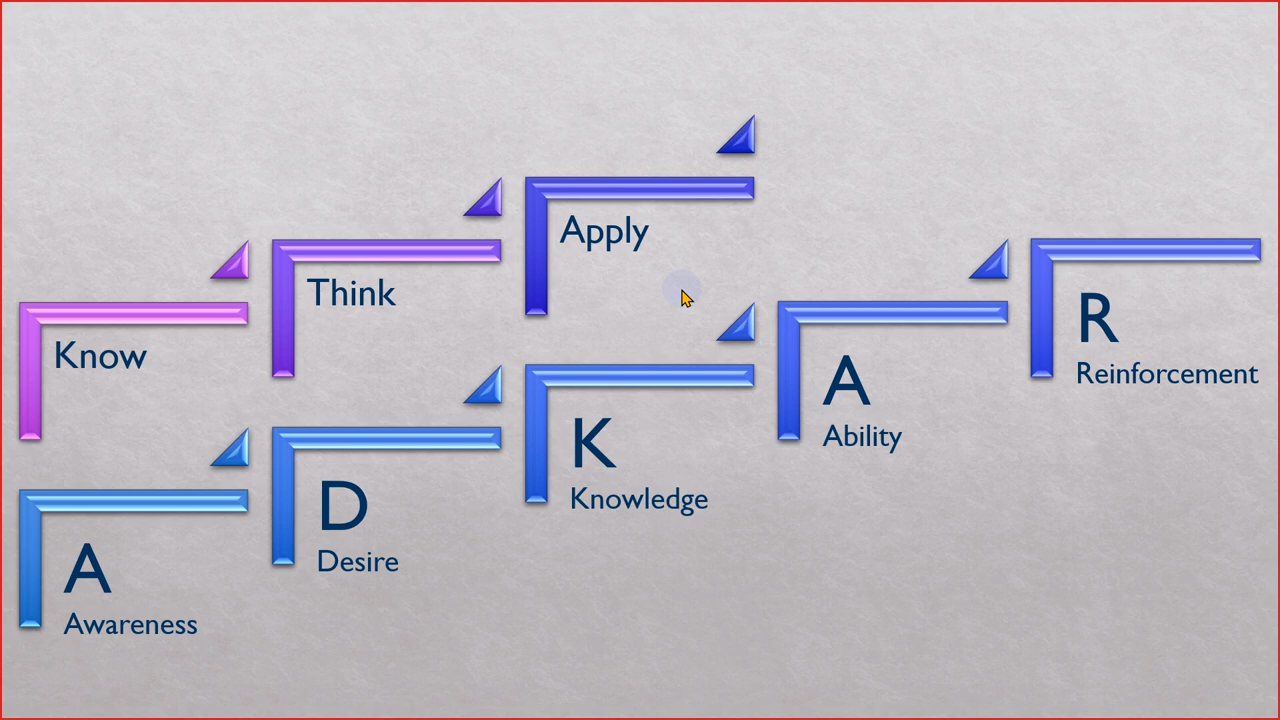 Know
Think
Apply
A
Awareness
D
Desire
K
Knowledge
A
Ability
R
Reinforcement